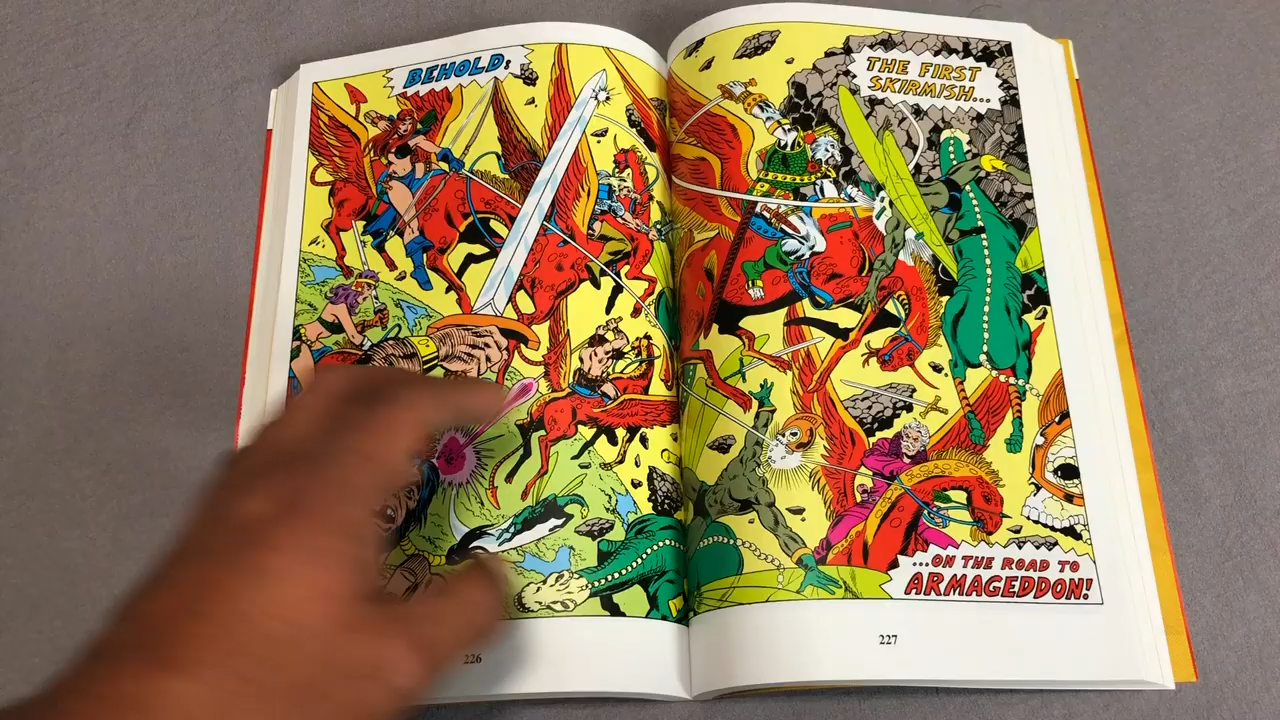 BEHOLD:
THE FIRST
SKIRMISH...
...ON THE ROAD TO
ARMAGEDDON!
226
227